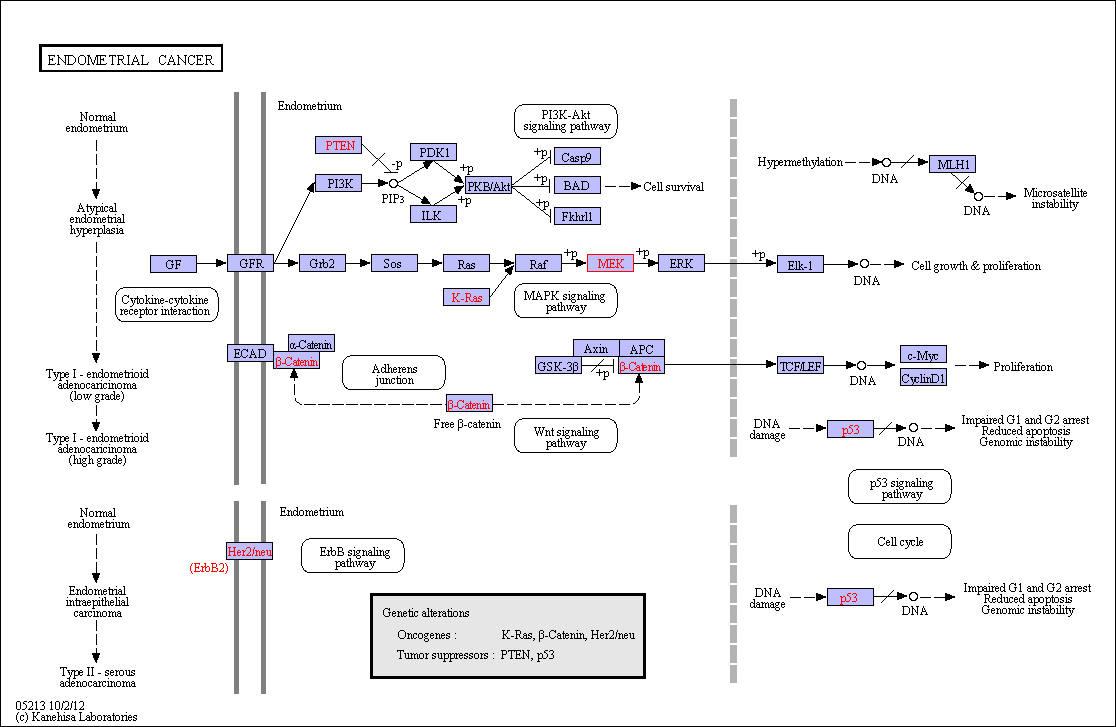 ENDOMETRIAL CANCER
Normal
endometrium
Atypical
endometrial
hyperplasia
Type I - endometrioid
adenocarcinoma
(low grade)
Type I - endometrioid
adenocarcinoma
(high grade)
Endometrium
PTEN
-p
PI3K
PIP3
PDK1
ILK
+p
+p
PKB/Akt
PI3K-Akt
signaling pathway
+p
Casp9
+p
BAD
+p
Fkhrl1
Cell survival
Hypermethylation
DNA
MLH1
DNA
Microsatellite
instability
GF
GFR
Grb2
Sos
Ras
Raf
+p
MEK
+p
ERK
+p
Elk-1
DNA
Cell growth & proliferation
K-Ras
Cytokine-cytokine
receptor interaction
MAPK signaling
pathway
ECAD
α-Catenin
β-Catenin
Adherens
junction
Axin
APC
GSK-3β
+p
β-Catenin
TCF/LEF
DNA
c-Myc
CyclinD1
Proliferation
β-Catenin
Free β-catenin
Wnt signaling
pathway
DNA
damage
p53
DNA
Impaired G1 and G2 arrest
Reduced apoptosis
Genomic instability
p53 signaling
pathway
Cell cycle
Normal
endometrium
Endometrial
intraepithelial
carcinoma
Type II - serous
adenocarcinoma
Endometrium
Her2/neu
(ErbB2)
ErbB signaling
pathway
DNA
damage
p53
DNA
Impaired G1 and G2 arrest
Reduced apoptosis
Genomic instability
Genetic alterations
Oncogenes : K-Ras, β-Catenin, Her2/neu
Tumor suppressors : PTEN, p53
05213 10/2/12
(c) Kanehisa Laboratories